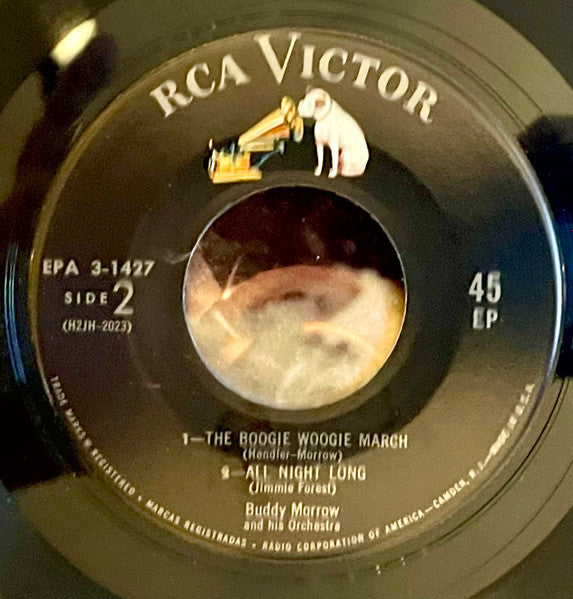 RCA VICTOR
EPA 3-1427
SIDE 2
(H2JH-2023)
45
EP
1—THE BOOGIE WOOGIE MARCH
(Handler-Morrow)
2—ALL NIGHT LONG
(Jimmie Forest)
Buddy Morrow
and his Orchestra
TRADE MARKS ® REGISTERED • MARCAS REGISTRADAS • RADIO CORPORATION OF AMERICA—CAMDEN, N.J.—MADE IN U.S.A.